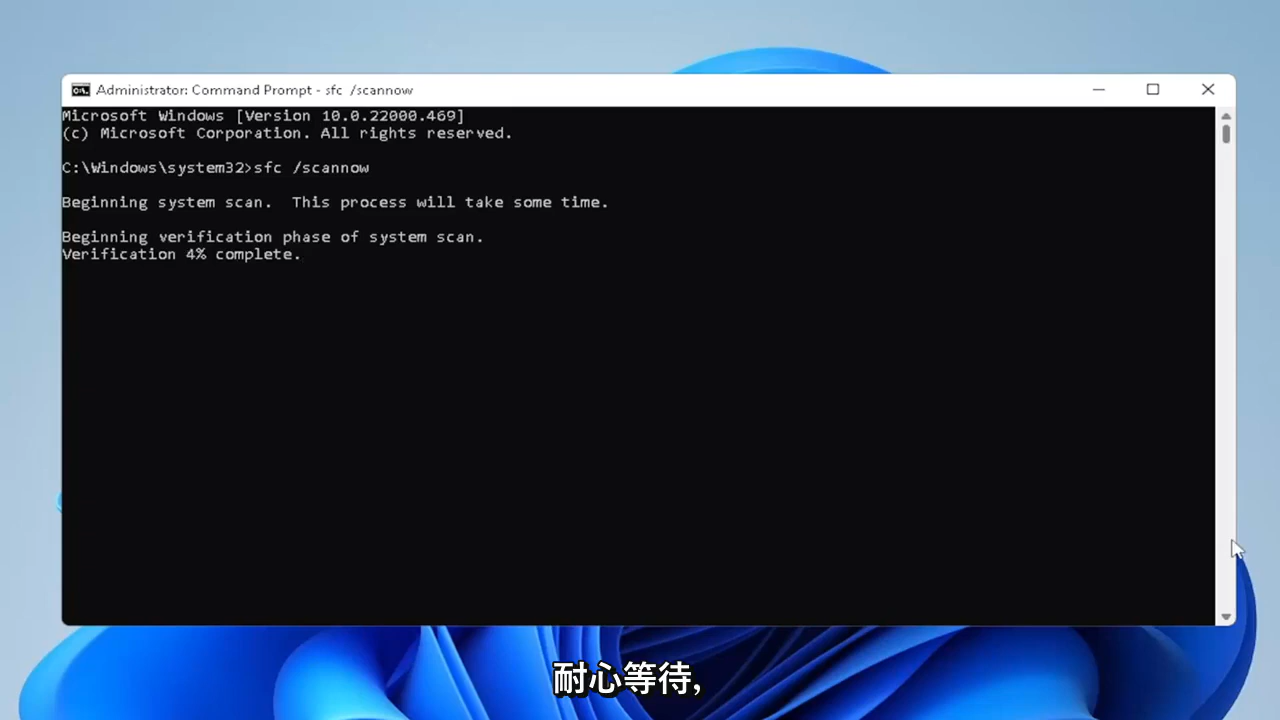 Administrator: Command Prompt - sfc  /scannow
Microsoft Windows [Version 10.0.22000.469]
(c) Microsoft Corporation. All rights reserved.
C:\Windows\system32>sfc /scannow
Beginning system scan.  This process will take some time.
Beginning verification phase of system scan.
Verification 4% complete.
耐心等待,